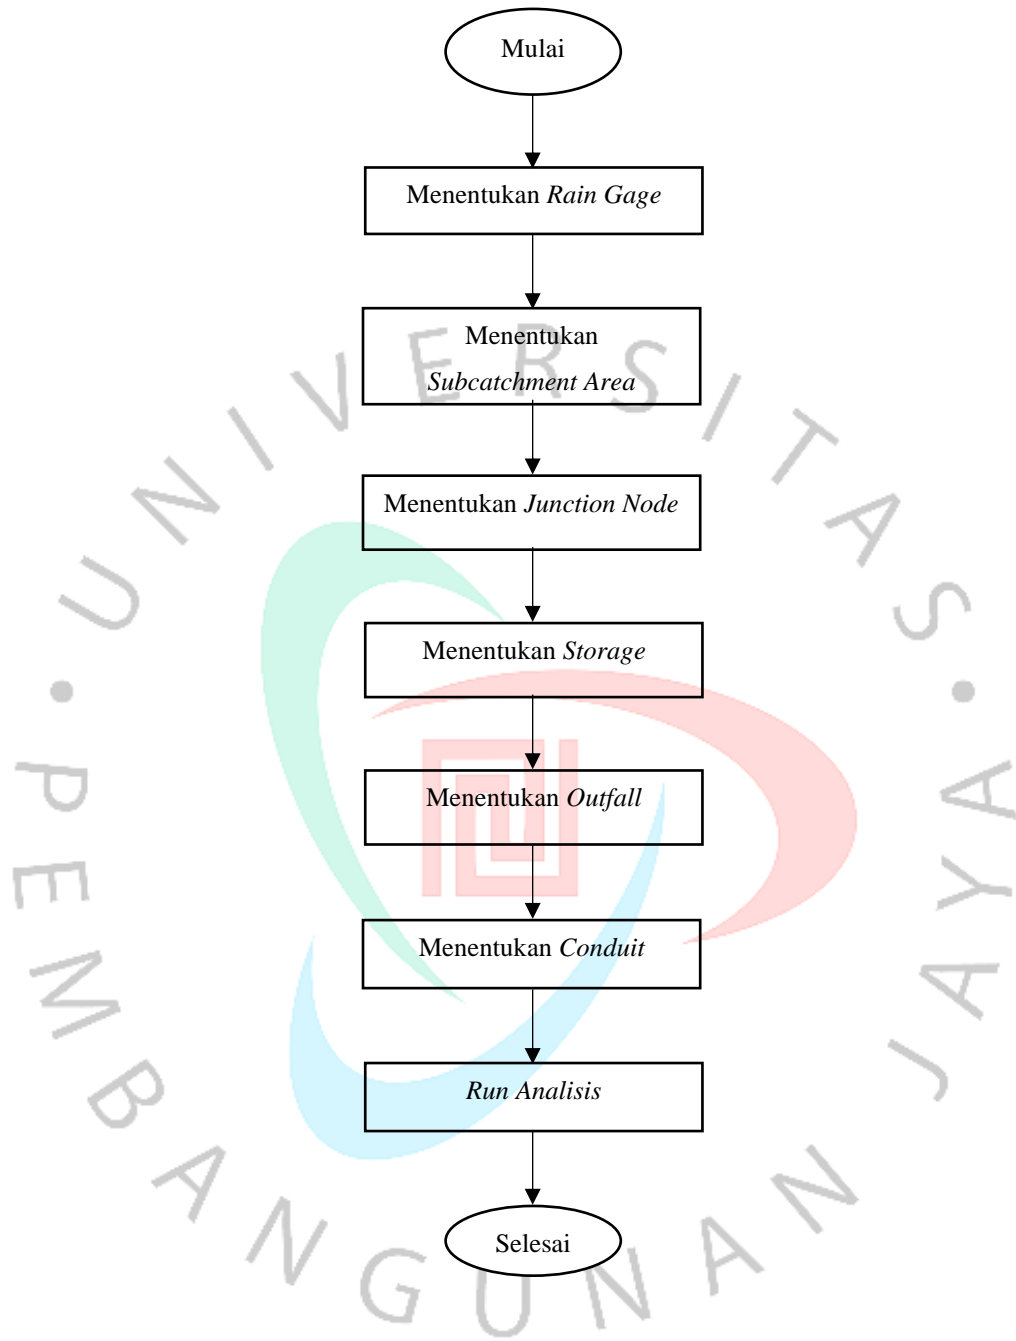 Mulai
Menentukan Rain Gage
Menentukan
Subcatchment Area
Menentukan Junction Node
Menentukan Storage
Menentukan Outfall
Menentukan Conduit
Run Analisis
Selesai
UNIVERSITAS
PEMBANGUNAN JAYA